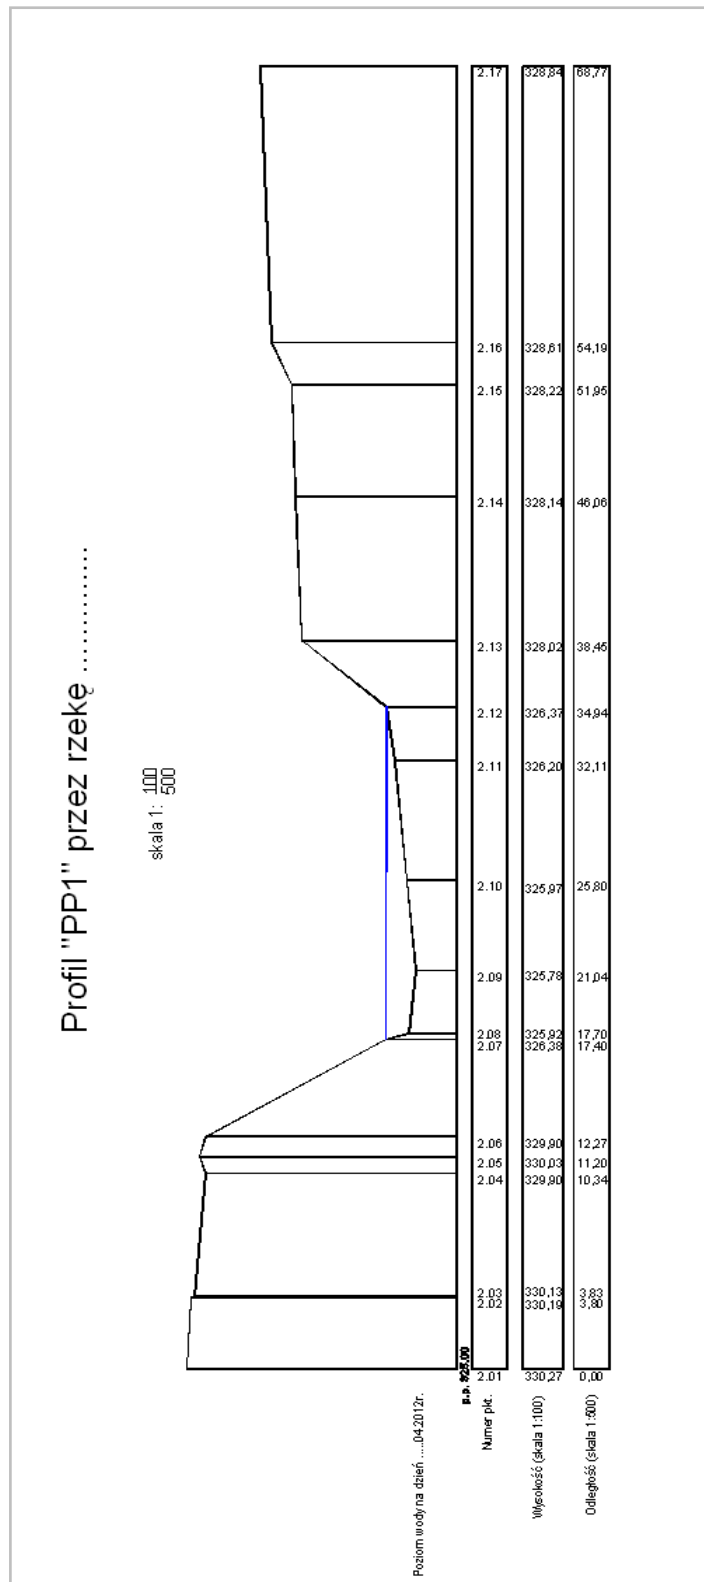 Profil "PP1" przez rzekę ...............
skala 1: 100
500
2.17 328,84 68,77
2.16 328,61 54,19
2.15 328,22 51,95
2.14 328,14 46,06
2.13 328,02 38,45
2.12 326,37 34,94
2.11 326,20 32,11
2.10 325,97 25,80
2.09 325,78 21,04
2.08 325,92 17,70
2.07 326,38 17,40
2.06 329,90 12,27
2.05 330,03 11,20
2.04 329,90 10,34
2.03 330,13 3,83
2.02 330,19 3,80
2.01 330,27 0,00
p.p. 325.00
Poziom wody na dzień .....04.2012r.
Numer pkt.
Wysokość (skala 1:100)
Odległość (skala 1:500)